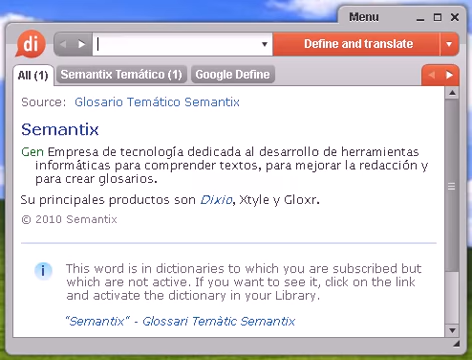 Menu
di
Define and translate
All (1) Semantix Temático (1) Google Define
Source: Glosario Temático Semantix
Semantix
Gen Empresa de tecnología dedicada al desarrollo de herramientas
informáticas para comprender textos, para mejorar la redacción y
para crear glosarios.
Su principales productos son Dixio, Xtyle y Gloxr.
© 2010 Semantix
i
This word is in dictionaries to which you are subscribed but
which are not active. If you want to see it, click on the link
and activate the dictionary in your Library.
"Semantix" - Glossari Temàtic Semantix